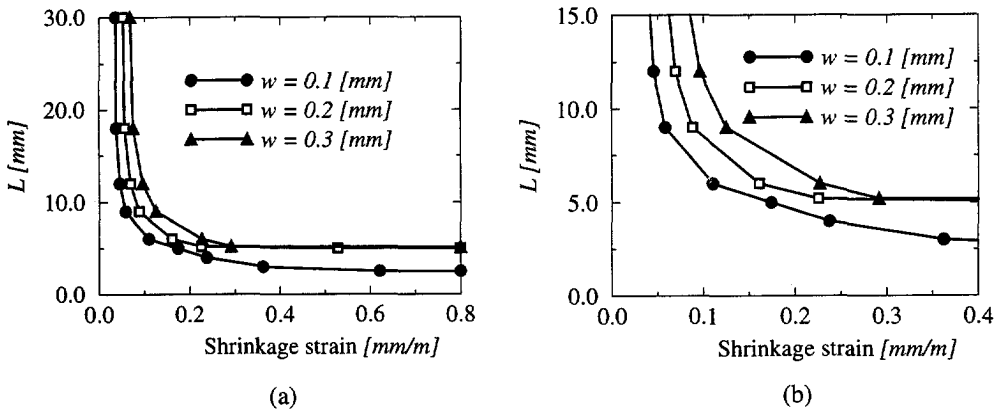 30.0
20.0
10.0
0.0
L [mm]
w = 0.1 [mm]
w = 0.2 [mm]
w = 0.3 [mm]
0.0 0.2 0.4 0.6 0.8
Shrinkage strain [mm/m]
(a)
15.0
10.0
5.0
0.0
L [mm]
w = 0.1 [mm]
w = 0.2 [mm]
w = 0.3 [mm]
0.0 0.1 0.2 0.3 0.4
Shrinkage strain [mm/m]
(b)